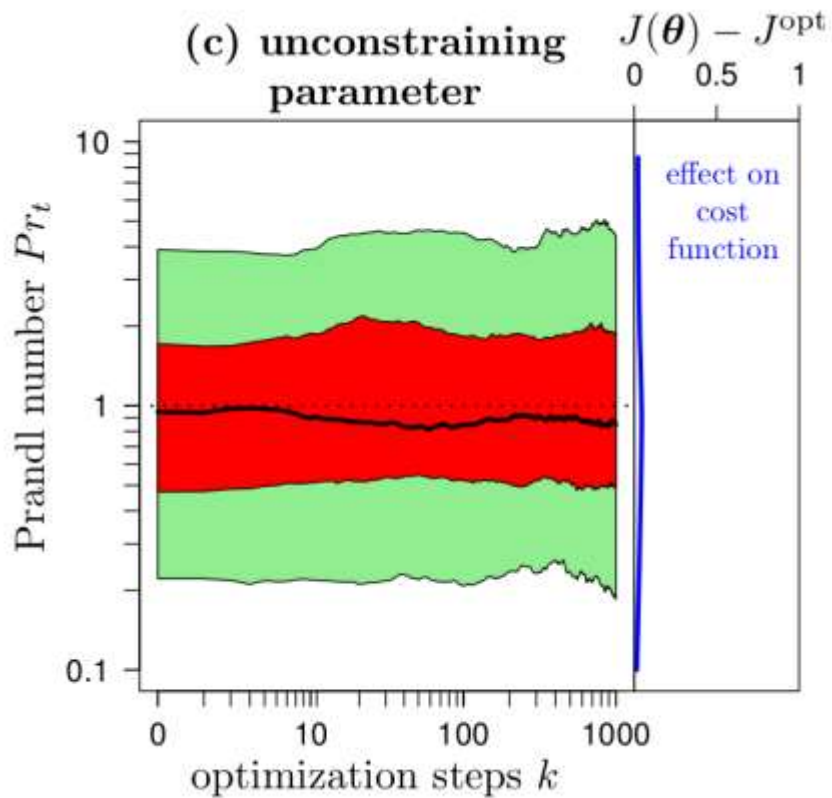 (c) unconstraining
parameter
J(θ) − J^opt
0 0.5 1
effect on
cost
function
Prandl number Pr_t
10
1
0.1
0 10 100 1000
optimization steps k